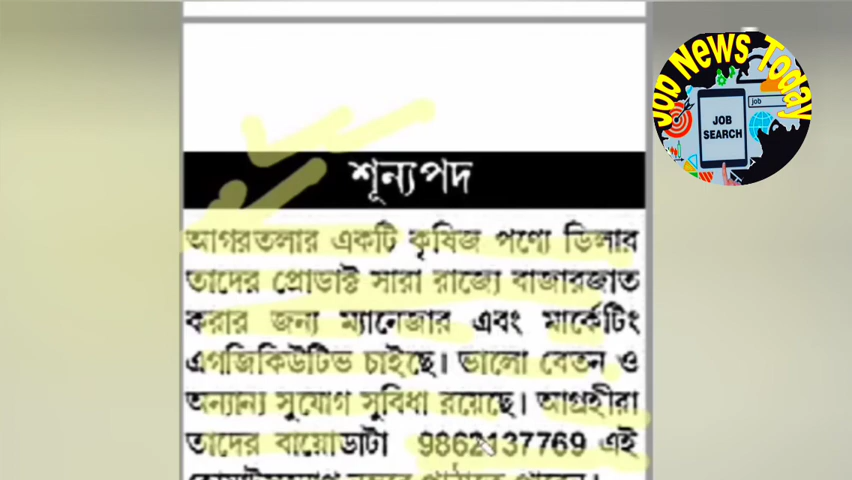 Job News Today
JOB
SEARCH
job
শূন্যপদ
আগরতলার একটি কৃষিজ পণ্যে ডিলার
তাদের প্রোডাক্ট সারা রাজ্যে বাজারজাত
করার জন্য ম্যানেজার এবং মার্কেটিং
এগজিকিউটিভ চাইছে। ভালো বেতন ও
অন্যান্য সুযোগ সুবিধা রয়েছে। আগ্রহীরা
তাদের বায়োডাটা 9862137769 এই